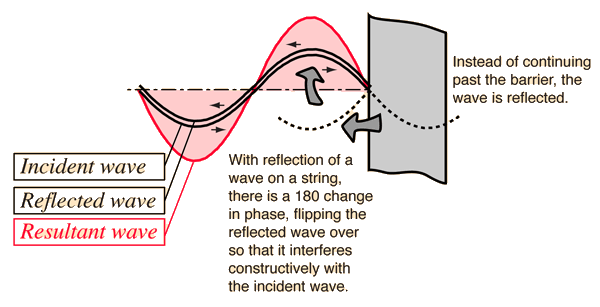 Instead of continuing
past the barrier, the
wave is reflected.
Incident wave
Reflected wave
Resultant wave
With reflection of a
wave on a string,
there is a 180 change
in phase, flipping the
reflected wave over
so that it interferes
constructively with
the incident wave.